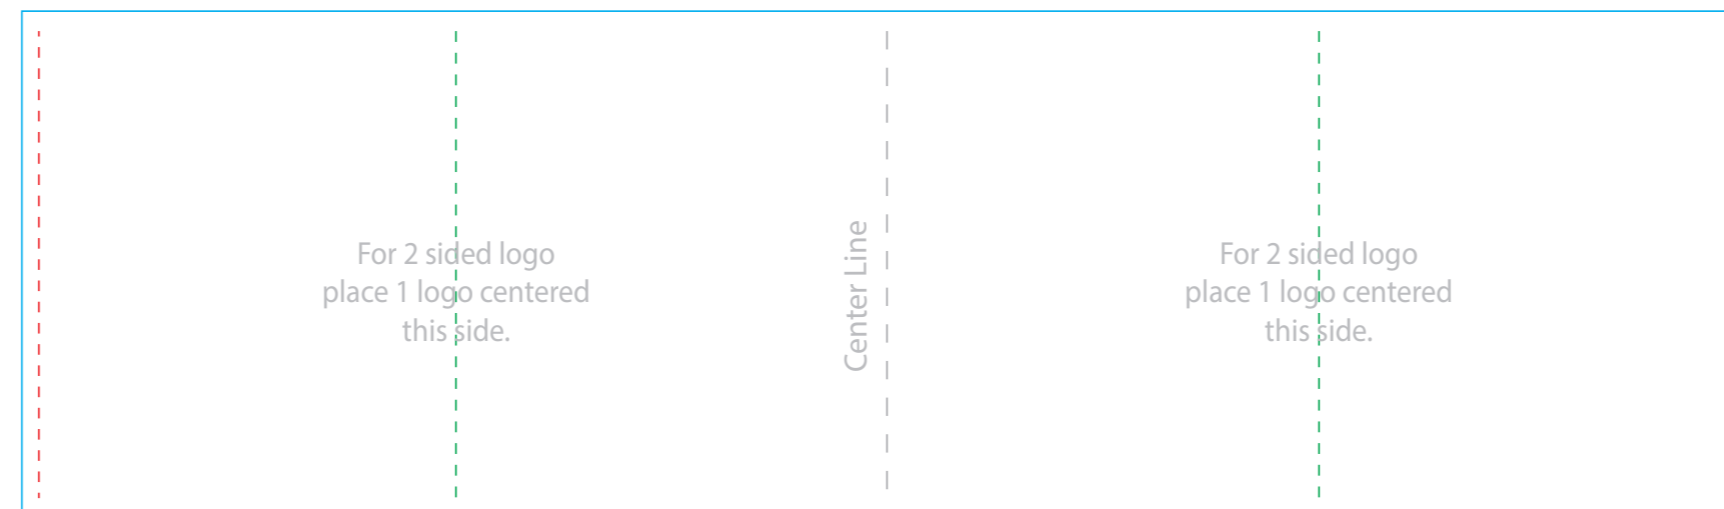 For 2 sided logo
place 1 logo centered
this side.
Center Line
For 2 sided logo
place 1 logo centered
this side.